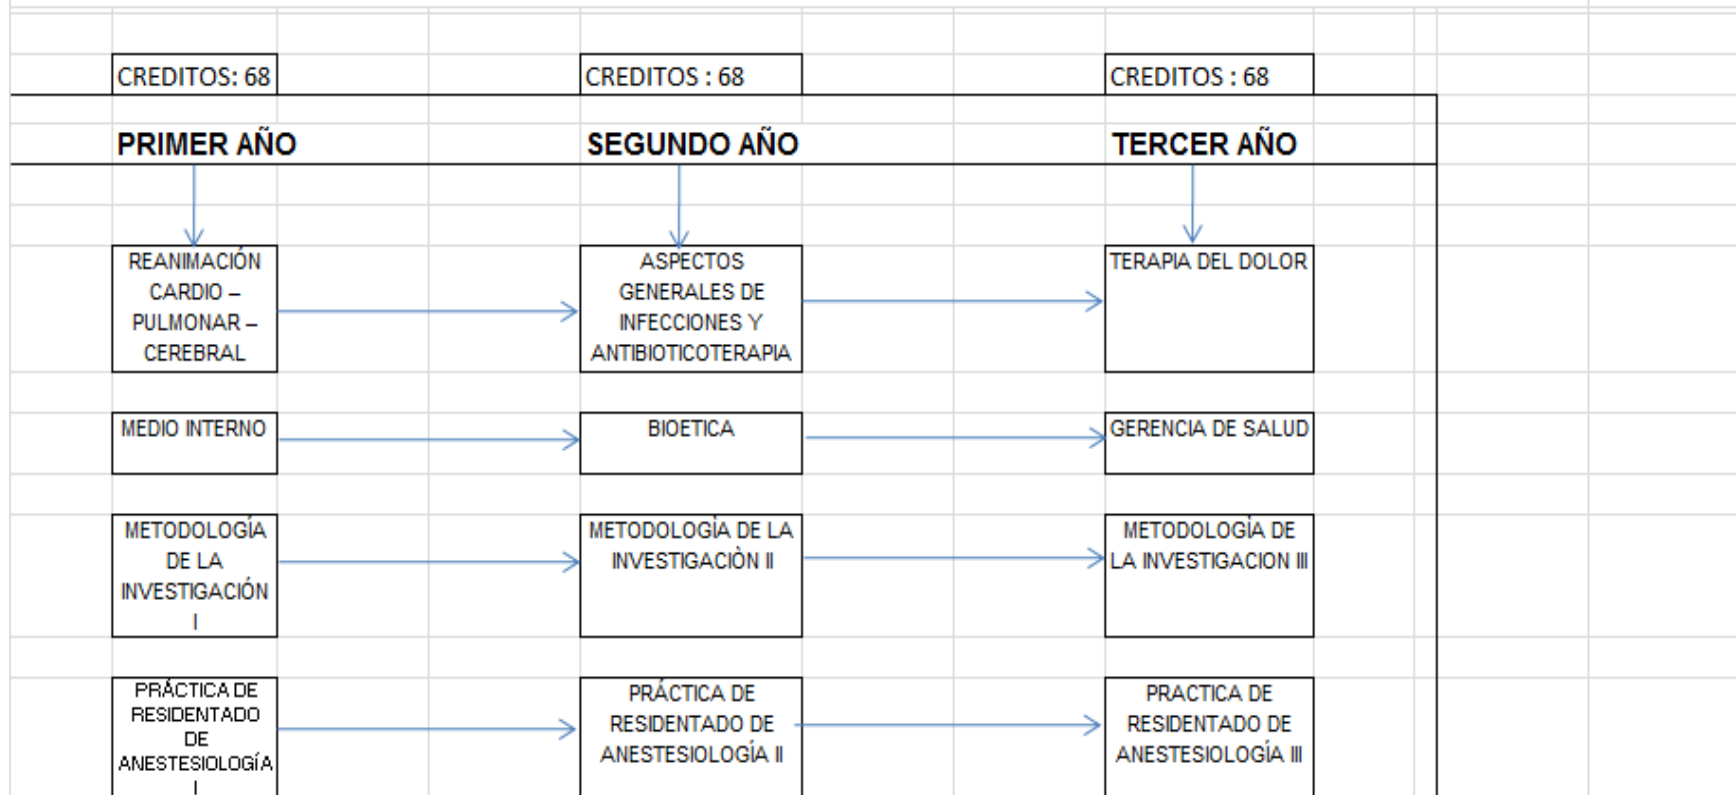 CREDITOS: 68
CREDITOS : 68
CREDITOS : 68
PRIMER AÑO
SEGUNDO AÑO
TERCER AÑO
REANIMACIÓN
CARDIO –
PULMONAR –
CEREBRAL
ASPECTOS
GENERALES DE
INFECCIONES Y
ANTIBIOTICOTERAPIA
TERAPIA DEL DOLOR
MEDIO INTERNO
BIOETICA
GERENCIA DE SALUD
METODOLOGÍA
DE LA
INVESTIGACIÓN
I
METODOLOGÌA DE LA
INVESTIGACIÒN II
METODOLOGÌA DE
LA INVESTIGACION III
PRÁCTICA DE
RESIDENTADO
DE
ANESTESIOLOGÍA
I
PRÁCTICA DE
RESIDENTADO DE
ANESTESIOLOGÍA II
PRACTICA DE
RESIDENTADO DE
ANESTESIOLOGÍA III